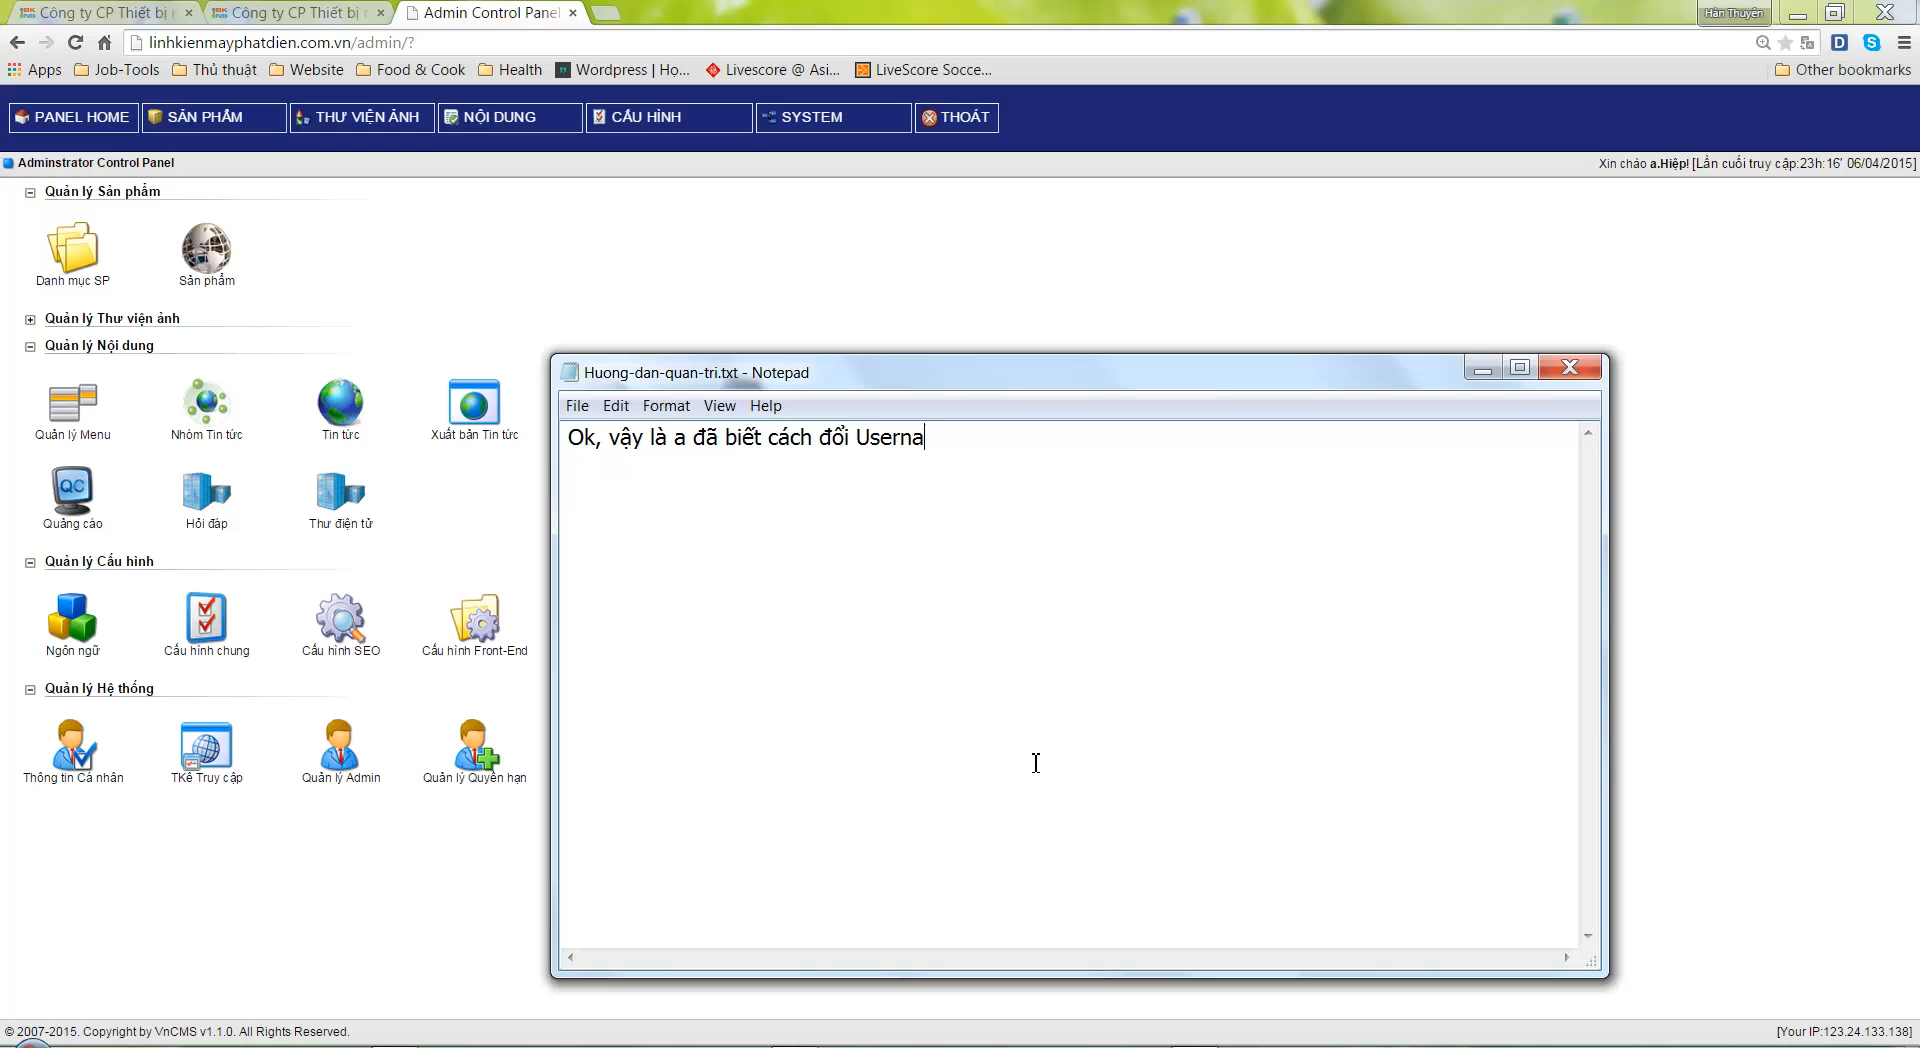 Công ty CP Thiết bị
Công ty CP Thiết bị
Admin Control Panel
Hàn Thuyên
linhkienmayphatdien.com.vn/admin/?
Apps
Job-Tools
Thủ thuật
Website
Food & Cook
Health
Wordpress | Họ...
Livescore @ Asi...
LiveScore Socce...
Other bookmarks
PANEL HOME
SẢN PHẨM
THƯ VIỆN ẢNH
NỘI DUNG
CẤU HÌNH
SYSTEM
THOÁT
Adminstrator Control Panel
Xin chào a.Hiệp! [Lần cuối truy cập:23h:16' 06/04/2015]
Quản lý Sản phẩm
Danh mục SP
Sản phẩm
Quản lý Thư viện ảnh
Quản lý Nội dung
Quản lý Menu
Nhóm Tin tức
Tin tức
Xuất bản Tin tức
QC
Quảng cáo
Hỏi đáp
Thư điện tử
Quản lý Cấu hình
Ngôn ngữ
Cấu hình chung
Cấu hình SEO
Cấu hình Front-End
Quản lý Hệ thống
Thông tin Cá nhân
TKê Truy cập
Quản lý Admin
Quản lý Quyền hạn
Huong-dan-quan-tri.txt - Notepad
File Edit Format View Help
Ok, vậy là a đã biết cách đổi Userna
© 2007-2015. Copyright by VnCMS v1.1.0. All Rights Reserved.
[Your IP:123.24.133.138]